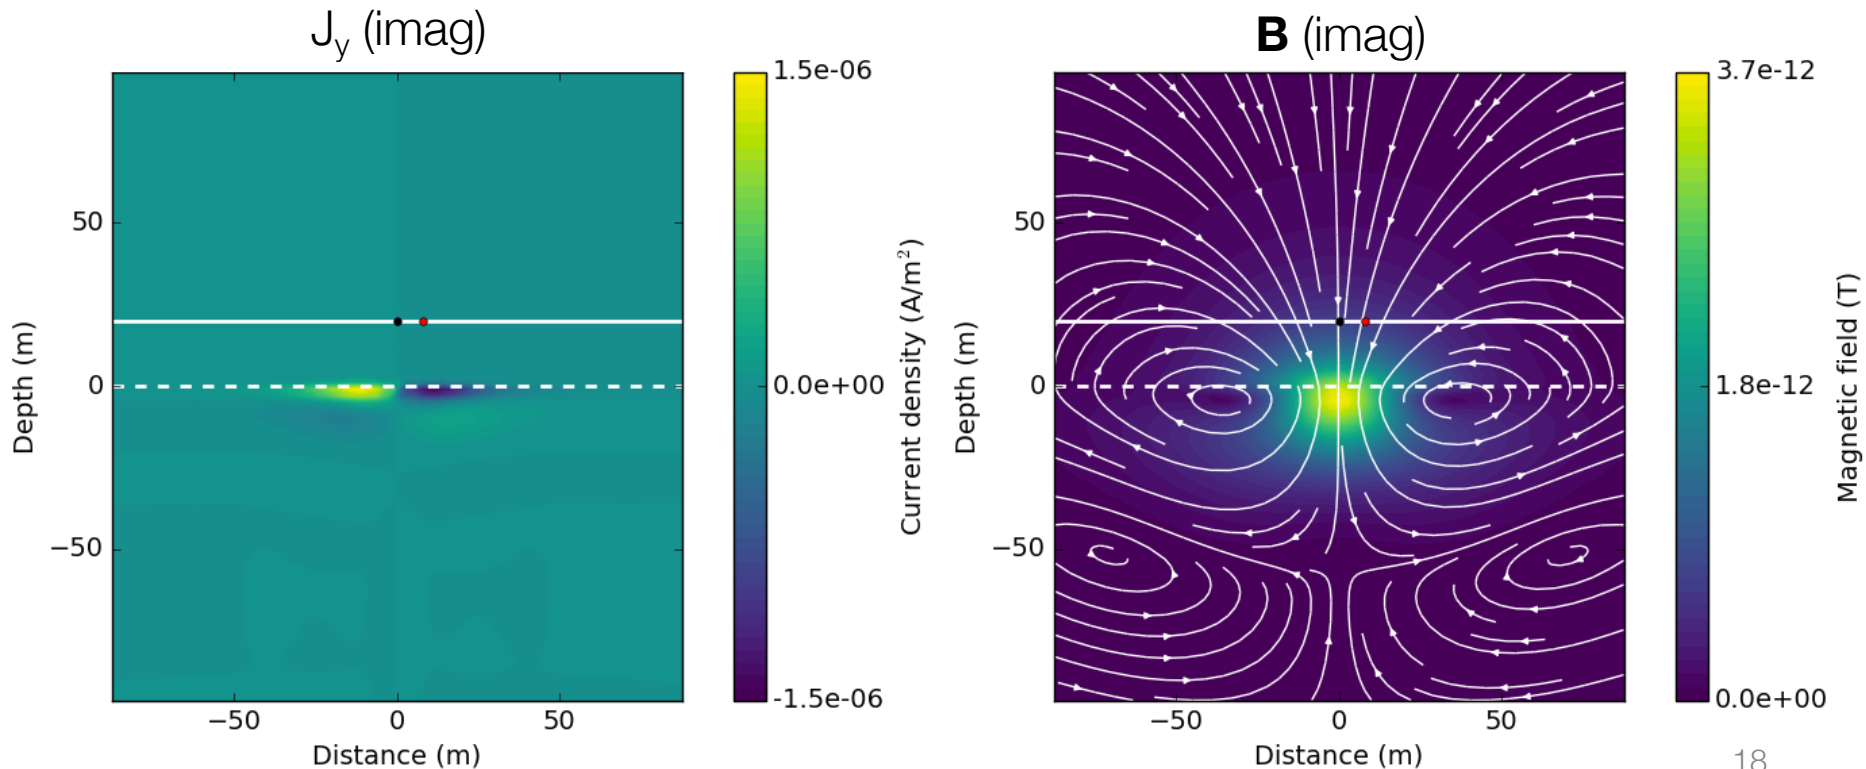 J_y (imag)
1.5e-06
0.0e+00
-1.5e-06
Current density (A/m²)
50
0
−50
Depth (m)
−50 0 50
Distance (m)
B (imag)
3.7e-12
1.8e-12
0.0e+00
Magnetic field (T)
50
0
−50
Depth (m)
−50 0 50
Distance (m)
18